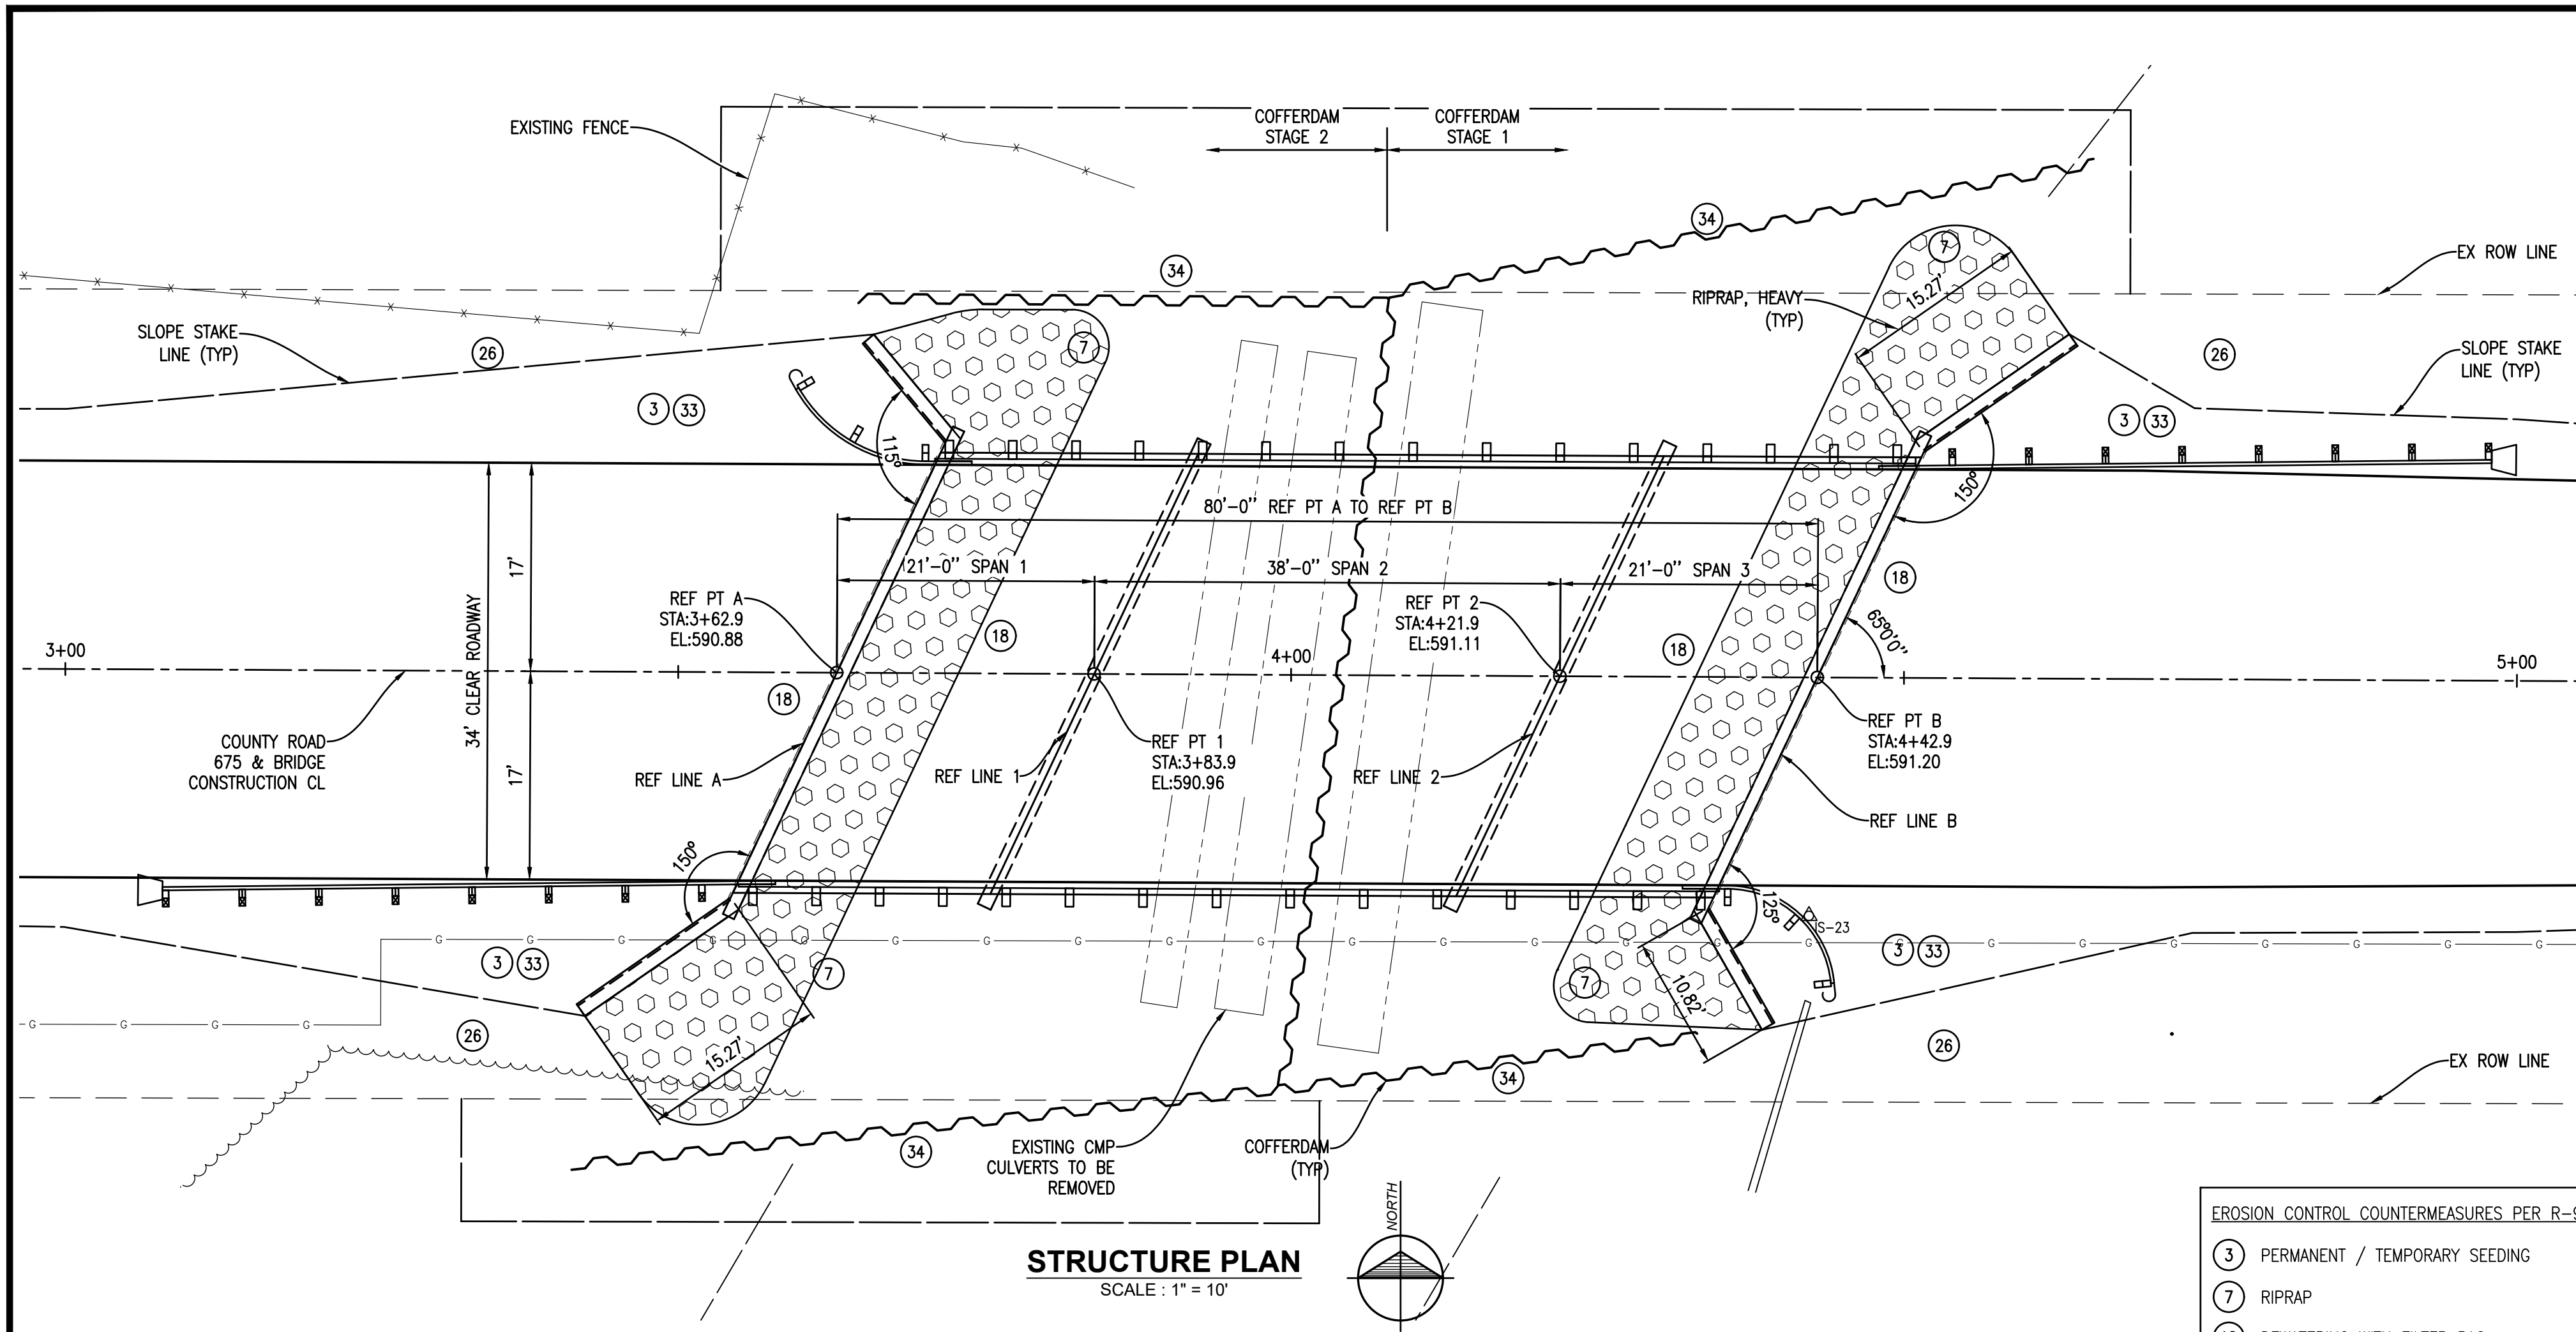 COFFERDAM
STAGE 2
COFFERDAM
STAGE 1
EXISTING FENCE
34
34
7
EX ROW LINE
15.27'
RIPRAP, HEAVY
(TYP)
SLOPE STAKE
LINE (TYP)
26
7
26
SLOPE STAKE
LINE (TYP)
3 33
3 33
115°
150°
80'-0" REF PT A TO REF PT B
21'-0" SPAN 1
38'-0" SPAN 2
21'-0" SPAN 3
17'
34' CLEAR ROADWAY
17'
18
REF PT A
STA:3+62.9
EL:590.88
REF PT 2
STA:4+21.9
EL:591.11
18
18
65°0'0"
3+00
4+00
5+00
18
COUNTY ROAD
675 & BRIDGE
CONSTRUCTION CL
REF LINE A
REF LINE 1
REF PT 1
STA:3+83.9
EL:590.96
REF LINE 2
REF PT B
STA:4+42.9
EL:591.20
REF LINE B
150°
125°
IS-23
G G G G G G G G G G G G G G G G G G G G G G G G
3 33
7
7
10.82'
3 33
G G G G
26
15.27'
26
34
34
EX ROW LINE
EXISTING CMP
CULVERTS TO BE
REMOVED
COFFERDAM
(TYP)
NORTH
STRUCTURE PLAN
SCALE : 1" = 10'
EROSION CONTROL COUNTERMEASURES PER R-9
3 PERMANENT / TEMPORARY SEEDING
7 RIPRAP